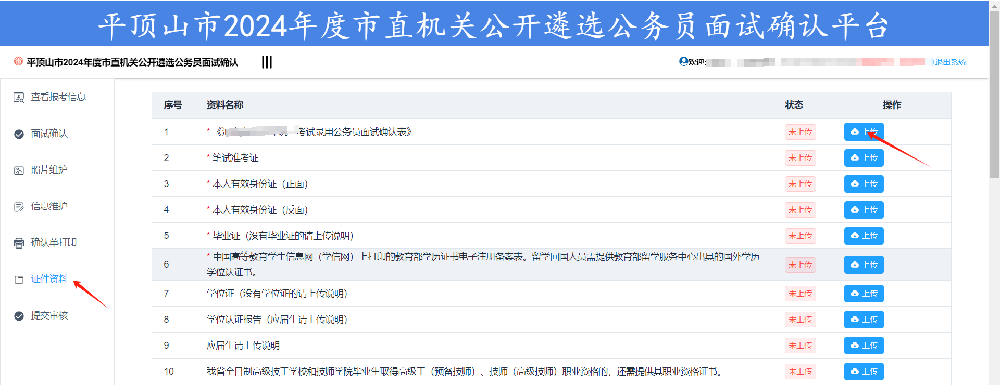 平顶山市2024年度市直机关公开遴选公务员面试确认平台
平顶山市2024年度市直机关公开遴选公务员面试确认
欢迎:
退出系统
查看报考信息
面试确认
照片维护
信息维护
确认单打印
证件资料
提交审核
序号 资料名称 状态 操作
1 * 《河 考试录用公务员面试确认表》 未上传 上传
2 * 笔试准考证 未上传 上传
3 * 本人有效身份证（正面） 未上传 上传
4 * 本人有效身份证（反面） 未上传 上传
5 * 毕业证（没有毕业证的请上传说明） 未上传 上传
6 * 中国高等教育学生信息网（学信网）上打印的教育部学历证书电子注册备案表。留学回国人员需提供教育部留学服务中心出具的国外学历
学位认证书。 未上传 上传
7 学位证（没有学位证的请上传说明） 未上传 上传
8 学位认证报告（应届生请上传说明） 未上传 上传
9 应届生请上传说明 未上传 上传
10 我省全日制高级技工学校和技师学院毕业生取得高级工（预备技师）、技师（高级技师）职业资格的，还需提供其职业资格证书。 未上传 上传